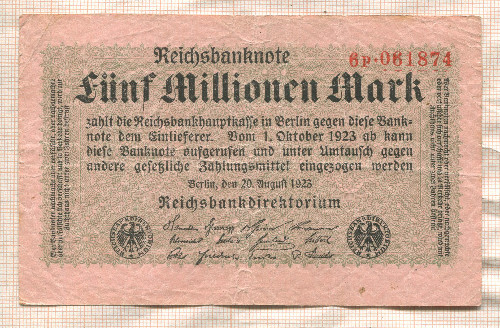 Reichsbanknote
6P·061874
Fünf Millionen Mark
zahlt die Reichsbankhauptkasse in Berlin gegen diese Bank-
note dem Einlieferer. Vom 1. Oktober 1923 ab kann
diese Banknote aufgerufen und unter Umtausch gegen
andere gesetzliche Zahlungsmittel eingezogen werden
Berlin, den 20. August 1923
Reichsbankdirektorium